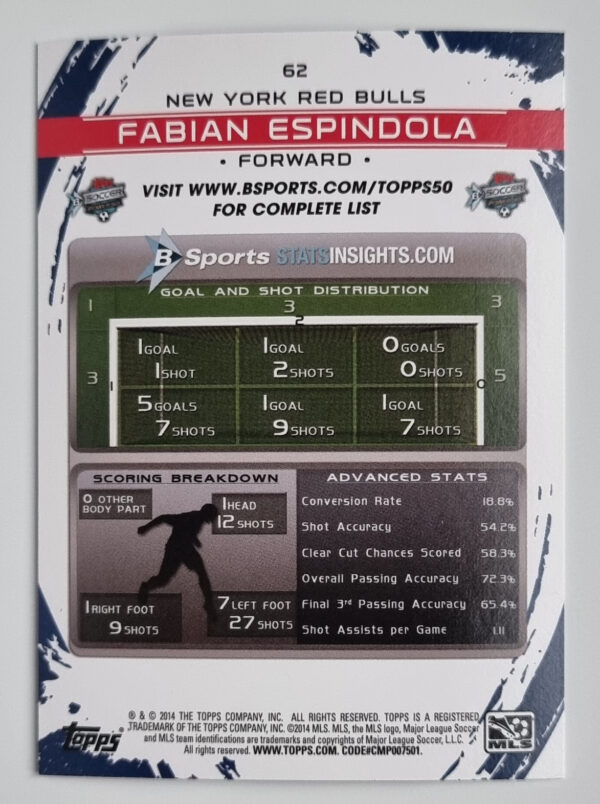 62
NEW YORK RED BULLS
FABIAN ESPINDOLA
• FORWARD •
VISIT WWW.BSPORTS.COM/TOPPS50
FOR COMPLETE LIST
B Sports STATSINSIGHTS.COM
GOAL AND SHOT DISTRIBUTION
1 3 3
2
1 GOAL 1 GOAL 0 GOALS
1 SHOT 2 SHOTS 0 SHOTS
3 1 0 5
5 GOALS 1 GOAL 1 GOAL
7 SHOTS 9 SHOTS 7 SHOTS
SCORING BREAKDOWN
0 OTHER
BODY PART
1 HEAD
12 SHOTS
1 RIGHT FOOT
9 SHOTS
7 LEFT FOOT
27 SHOTS
ADVANCED STATS
Conversion Rate 18.8%
Shot Accuracy 54.2%
Clear Cut Chances Scored 58.3%
Overall Passing Accuracy 72.3%
Final 3rd Passing Accuracy 65.4%
Shot Assists per Game 1.11
topps
® & © 2014 THE TOPPS COMPANY, INC. ALL RIGHTS RESERVED. TOPPS IS A REGISTERED
TRADEMARK OF THE TOPPS COMPANY, INC. ©2014 MLS. MLS, the MLS logo, Major League Soccer
and MLS team identifications are trademarks and copyrights of Major League Soccer, L.L.C.
All rights reserved. WWW.TOPPS.COM. CODE#CMP007501.
MLS